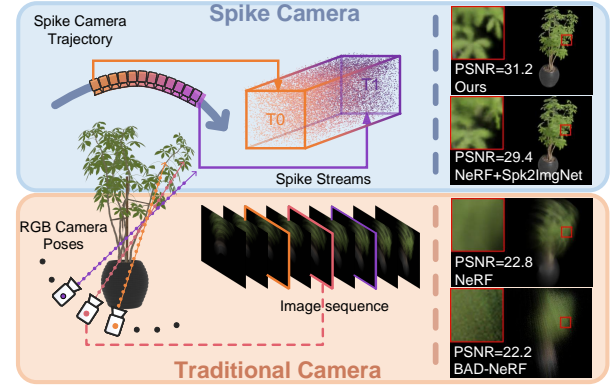 Spike Camera
Spike Camera
Trajectory
T0
T1
Spike Streams
PSNR=31.2
Ours
PSNR=29.4
NeRF+Spk2ImgNet
RGB Camera
Poses
Image sequence
Traditional Camera
PSNR=22.8
NeRF
PSNR=22.2
BAD-NeRF